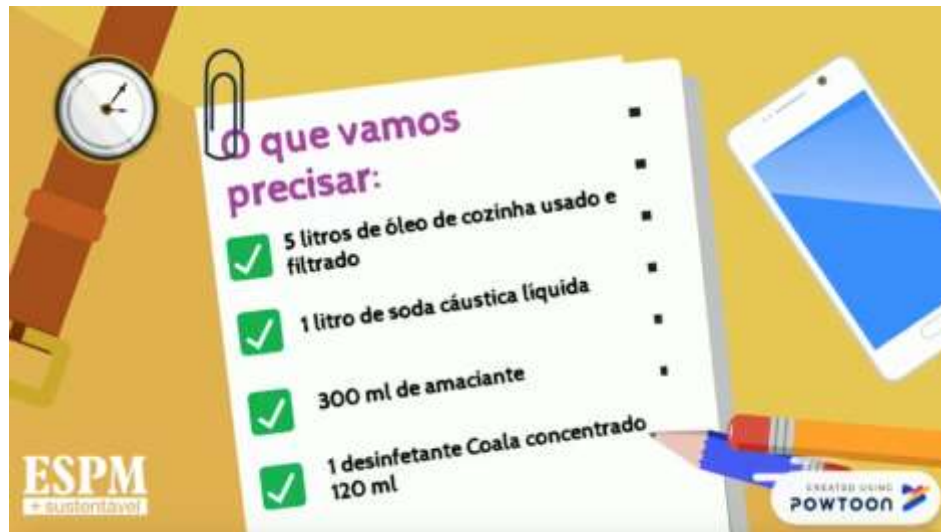 O que vamos
precisar:
5 litros de óleo de cozinha usado e
filtrado
1 litro de soda cáustica líquida
300 ml de amaciante
1 desinfetante Coala concentrado
120 ml
ESPM
+ sustentável
CREATED USING
POWTOON